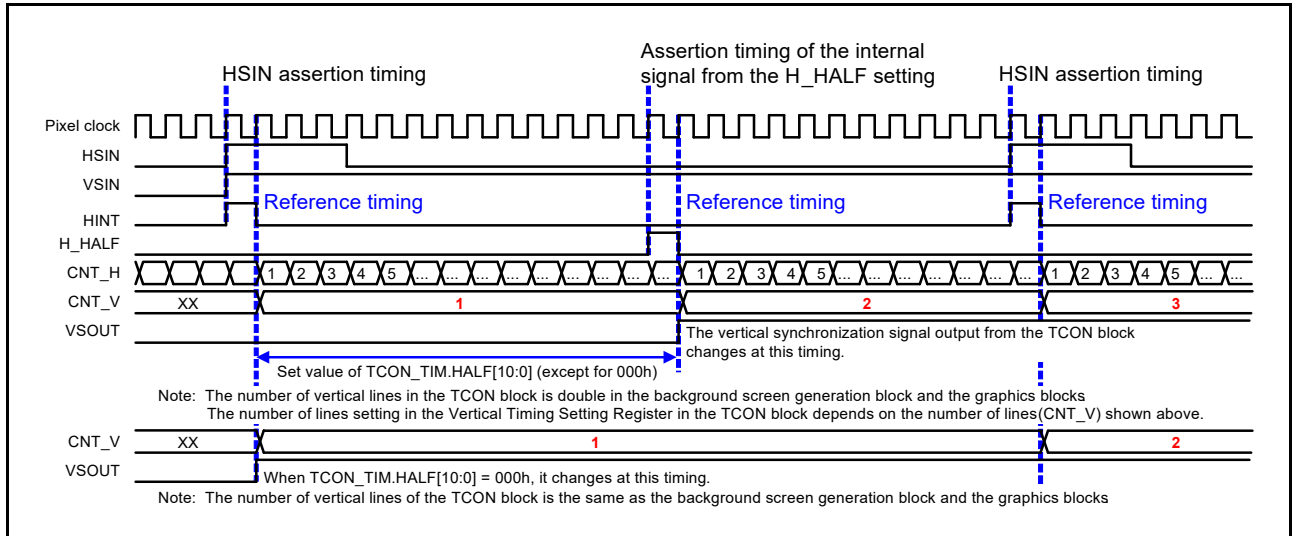 Assertion timing of the internal
HSIN assertion timing signal from the H_HALF setting HSIN assertion timing
Pixel clock
HSIN
VSIN
Reference timing Reference timing Reference timing
HINT
H_HALF
CNT_H 1 2 3 4 5 ... ... ... ... ... ... ... ... ... 1 2 3 4 5 ... ... ... ... ... ... ... 1 2 3 4 5 ... ...
CNT_V XX 1 2 3
VSOUT The vertical synchronization signal output from the TCON block
changes at this timing.
Set value of TCON_TIM.HALF[10:0] (except for 000h)
Note: The number of vertical lines in the TCON block is double in the background screen generation block and the graphics blocks.
The number of lines setting in the Vertical Timing Setting Register in the TCON block depends on the number of lines(CNT_V) shown above.
CNT_V XX 1 2
VSOUT When TCON_TIM.HALF[10:0] = 000h, it changes at this timing.
Note: The number of vertical lines of the TCON block is the same as the background screen generation block and the graphics blocks.